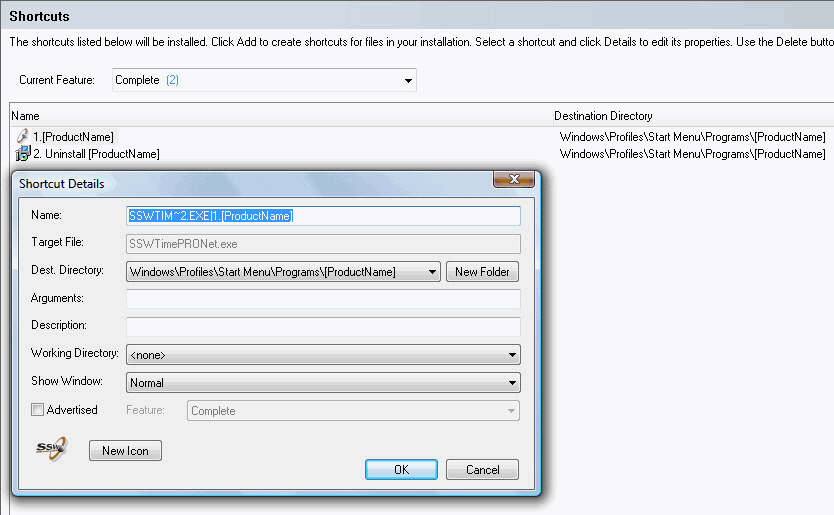 Shortcuts
The shortcuts listed below will be installed. Click Add to create shortcuts for files in your installation. Select a shortcut and click Details to edit its properties. Use the Delete butto
Current Feature: Complete (2)
Name Destination Directory
1.[ProductName] Windows\Profiles\Start Menu\Programs\[ProductName]
2. Uninstall [ProductName] Windows\Profiles\Start Menu\Programs\[ProductName]
Shortcut Details
Name: SSWTIM~2.EXE|1.[ProductName]
Target File: SSWTimePRONet.exe
Dest. Directory: Windows\Profiles\Start Menu\Programs\[ProductName] New Folder
Arguments:
Description:
Working Directory: <none>
Show Window: Normal
Advertised Feature: Complete
SSW New Icon
OK Cancel